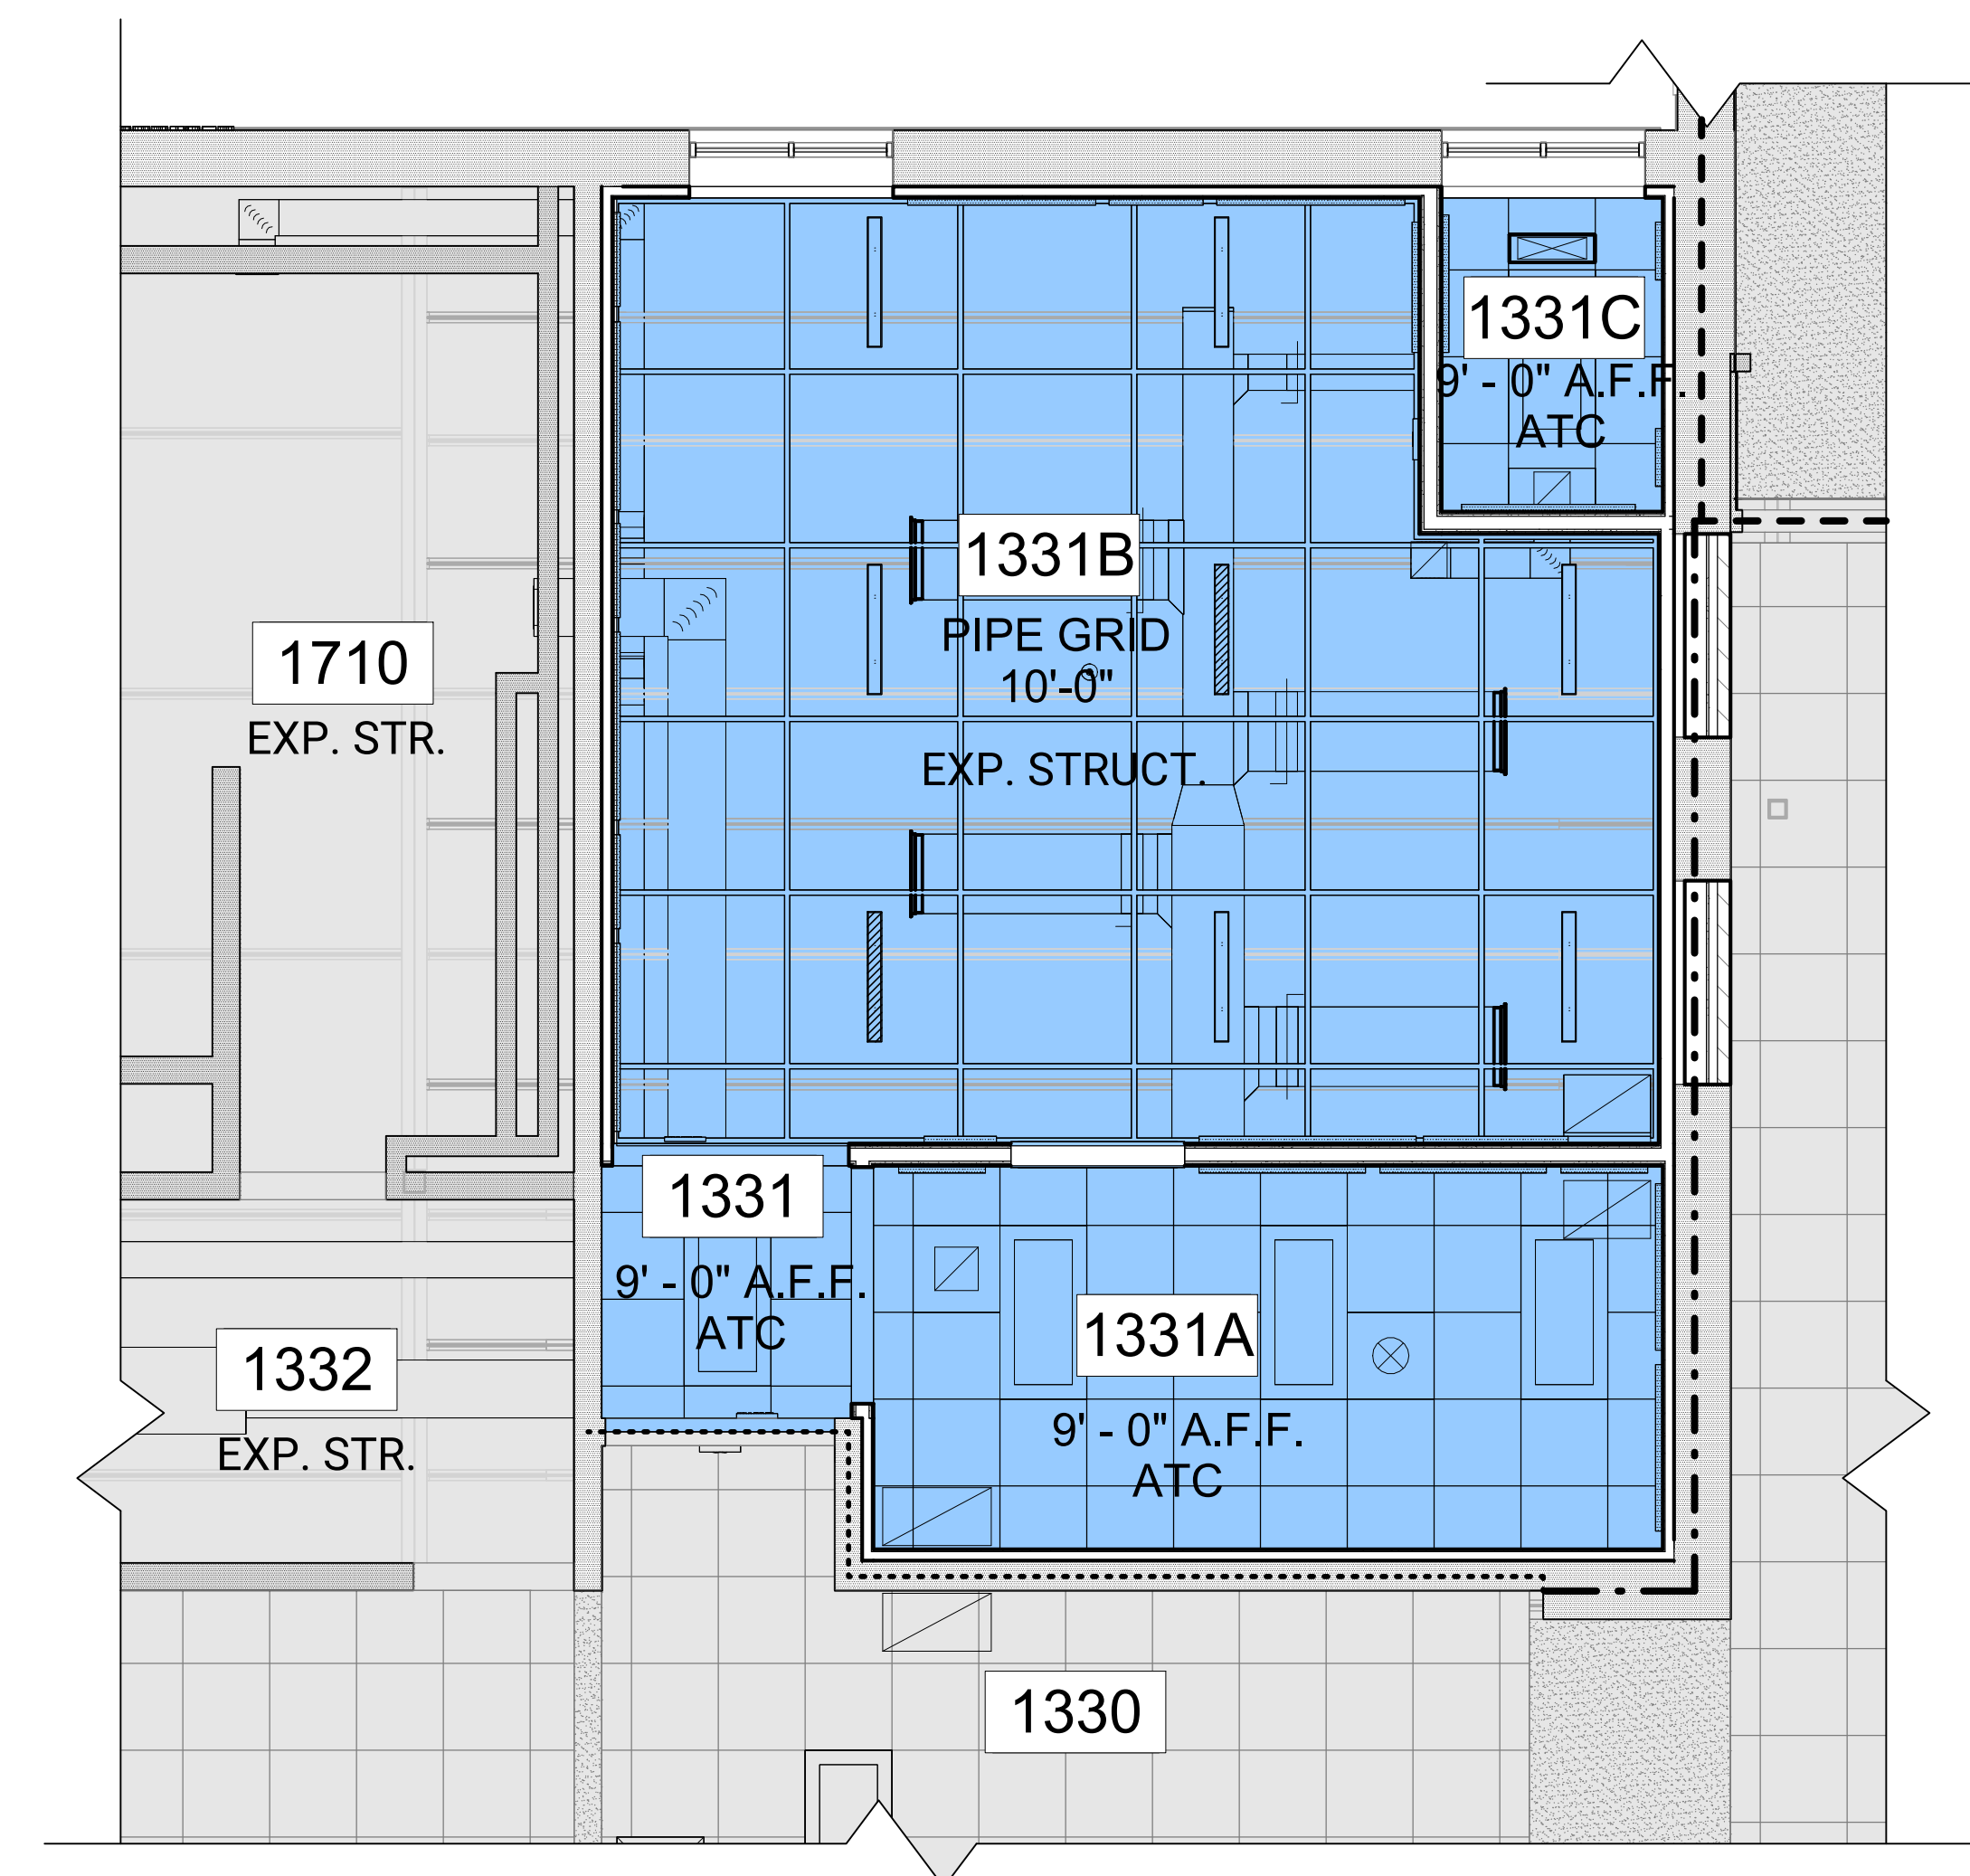 1331C
9' - 0" A.F.F.
ATC
1331B
PIPE GRID
10'-0"
EXP. STRUCT.
1710
EXP. STR.
1331
9' - 0" A.F.F.
ATC
1331A
9' - 0" A.F.F.
ATC
1332
EXP. STR.
1330